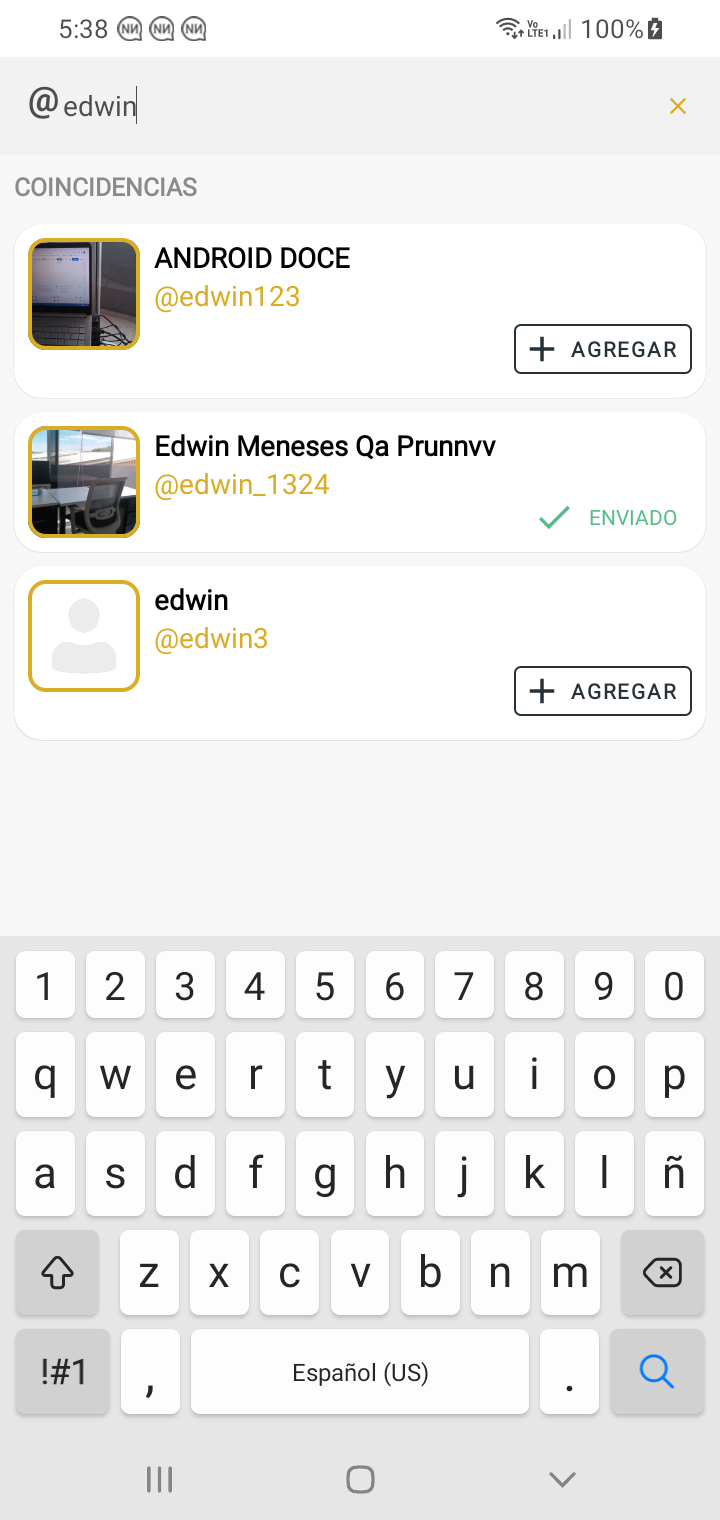 5:38 NИ NИ NИ Vo LTE1 100%
@edwin
COINCIDENCIAS
ANDROID DOCE
@edwin123
AGREGAR
Edwin Meneses Qa Prunnvv
@edwin_1324
ENVIADO
edwin
@edwin3
AGREGAR
1 2 3 4 5 6 7 8 9 0
q w e r t y u i o p
a s d f g h j k l ñ
z x c v b n m
!#1 , Español (US) .